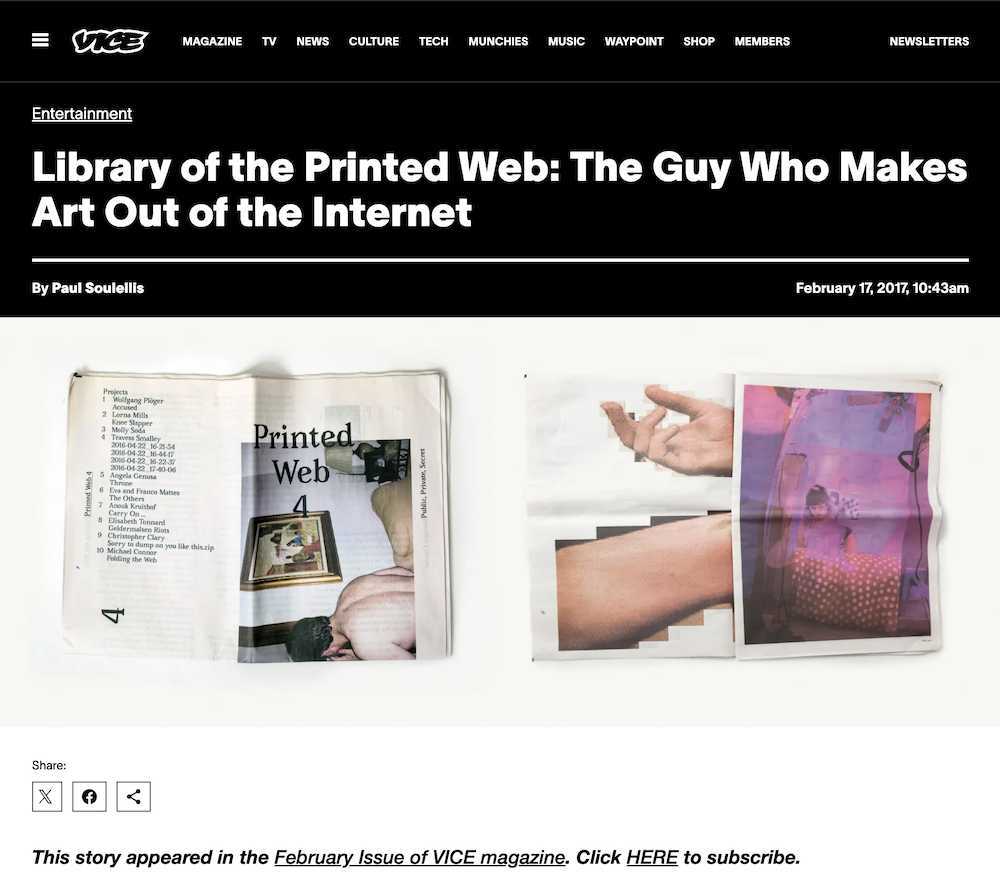 VICE
MAGAZINE TV NEWS CULTURE TECH MUNCHIES MUSIC WAYPOINT SHOP MEMBERS NEWSLETTERS
Entertainment
Library of the Printed Web: The Guy Who Makes
Art Out of the Internet
By Paul Soulellis
February 17, 2017, 10:43am
Projects
1 Wolfgang Plöger
Accused
2 Lorna Mills
Knee Slapper
3 Molly Soda
4 Travess Smalley
2016-04-22_16-21-54
2016-04-22_16-44-17
2016-04-22_16-22-37
2016-04-22_17-40-06
5 Angela Genusa
Throne
6 Eva and Franco Mattes
The Others
7 Anouk Kruithof
Carry On ...
8 Elisabeth Tonnard
Geldermalsen Riots
9 Christopher Clary
Sorry to dump on you like this.zip
10 Michael Connor
Folding the Web
Printed Web 4
4
Printed
Web
4
Public, Private, Secret
Share:
This story appeared in the February Issue of VICE magazine. Click HERE to subscribe.